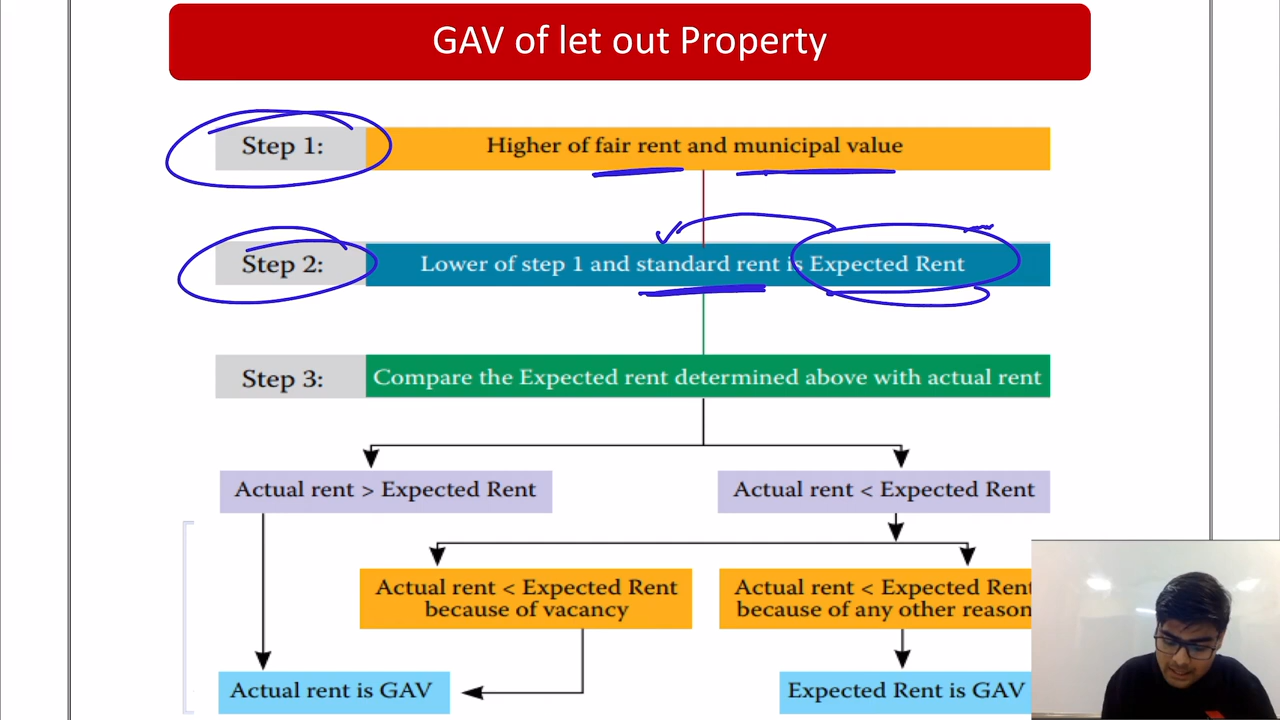 GAV of let out Property
Step 1:
Higher of fair rent and municipal value
Step 2:
Lower of step 1 and standard rent is Expected Rent
Step 3:
Compare the Expected rent determined above with actual rent
Actual rent > Expected Rent
Actual rent < Expected Rent
Actual rent < Expected Rent
because of vacancy
Actual rent < Expected Rent
because of any other reason
Actual rent is GAV
Expected Rent is GAV